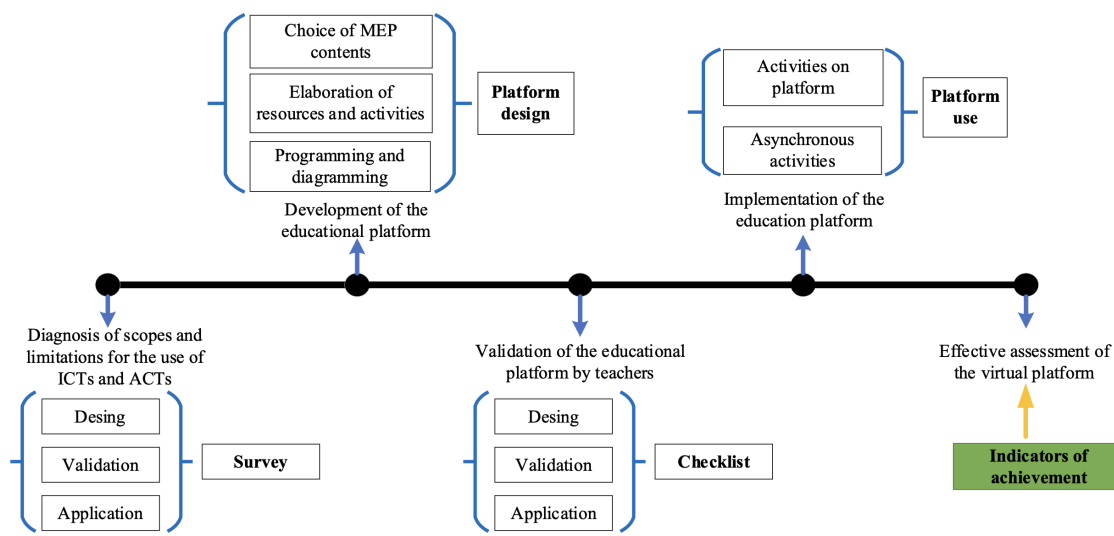 Choice of MEP
contents
Elaboration of
resources and activities
Programming and
diagramming
Platform
design
Development of the
educational platform
Activities on
platform
Asynchronous
activities
Platform
use
Implementation of the
education platform
Diagnosis of scopes and
limitations for the use of
ICTs and ACTs
Desing
Validation
Application
Survey
Validation of the educational
platform by teachers
Desing
Validation
Application
Checklist
Effective assessment of
the virtual platform
Indicators of
achievement